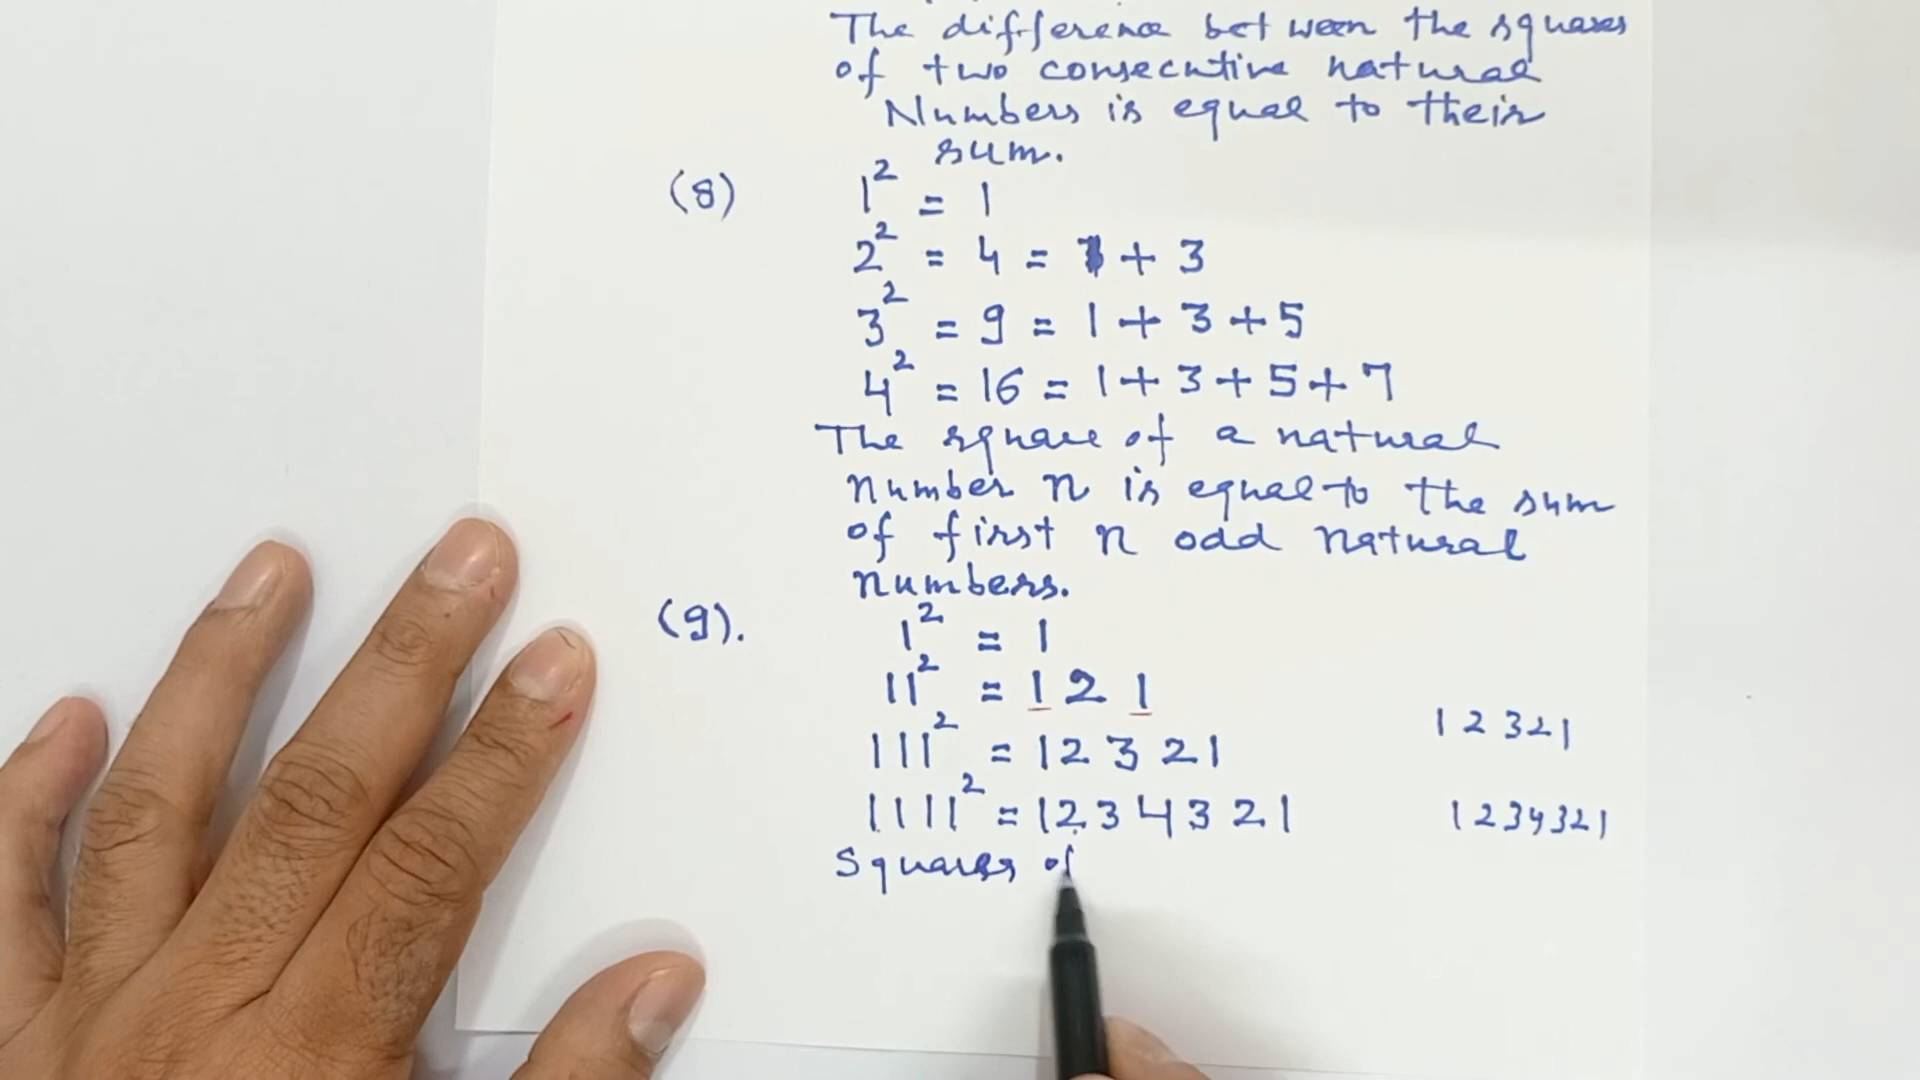 The difference between the squares
of two consecutive natural
Numbers is equal to their
sum.
(8) 1² = 1
2² = 4 = 1 + 3
3² = 9 = 1 + 3 + 5
4² = 16 = 1 + 3 + 5 + 7
The square of a natural
number n is equal to the sum
of first n odd natural
numbers.
(9). 1² = 1
11² = 1 2 1
111² = 12321
12321
1111² = 1234321
1234321
Squares of